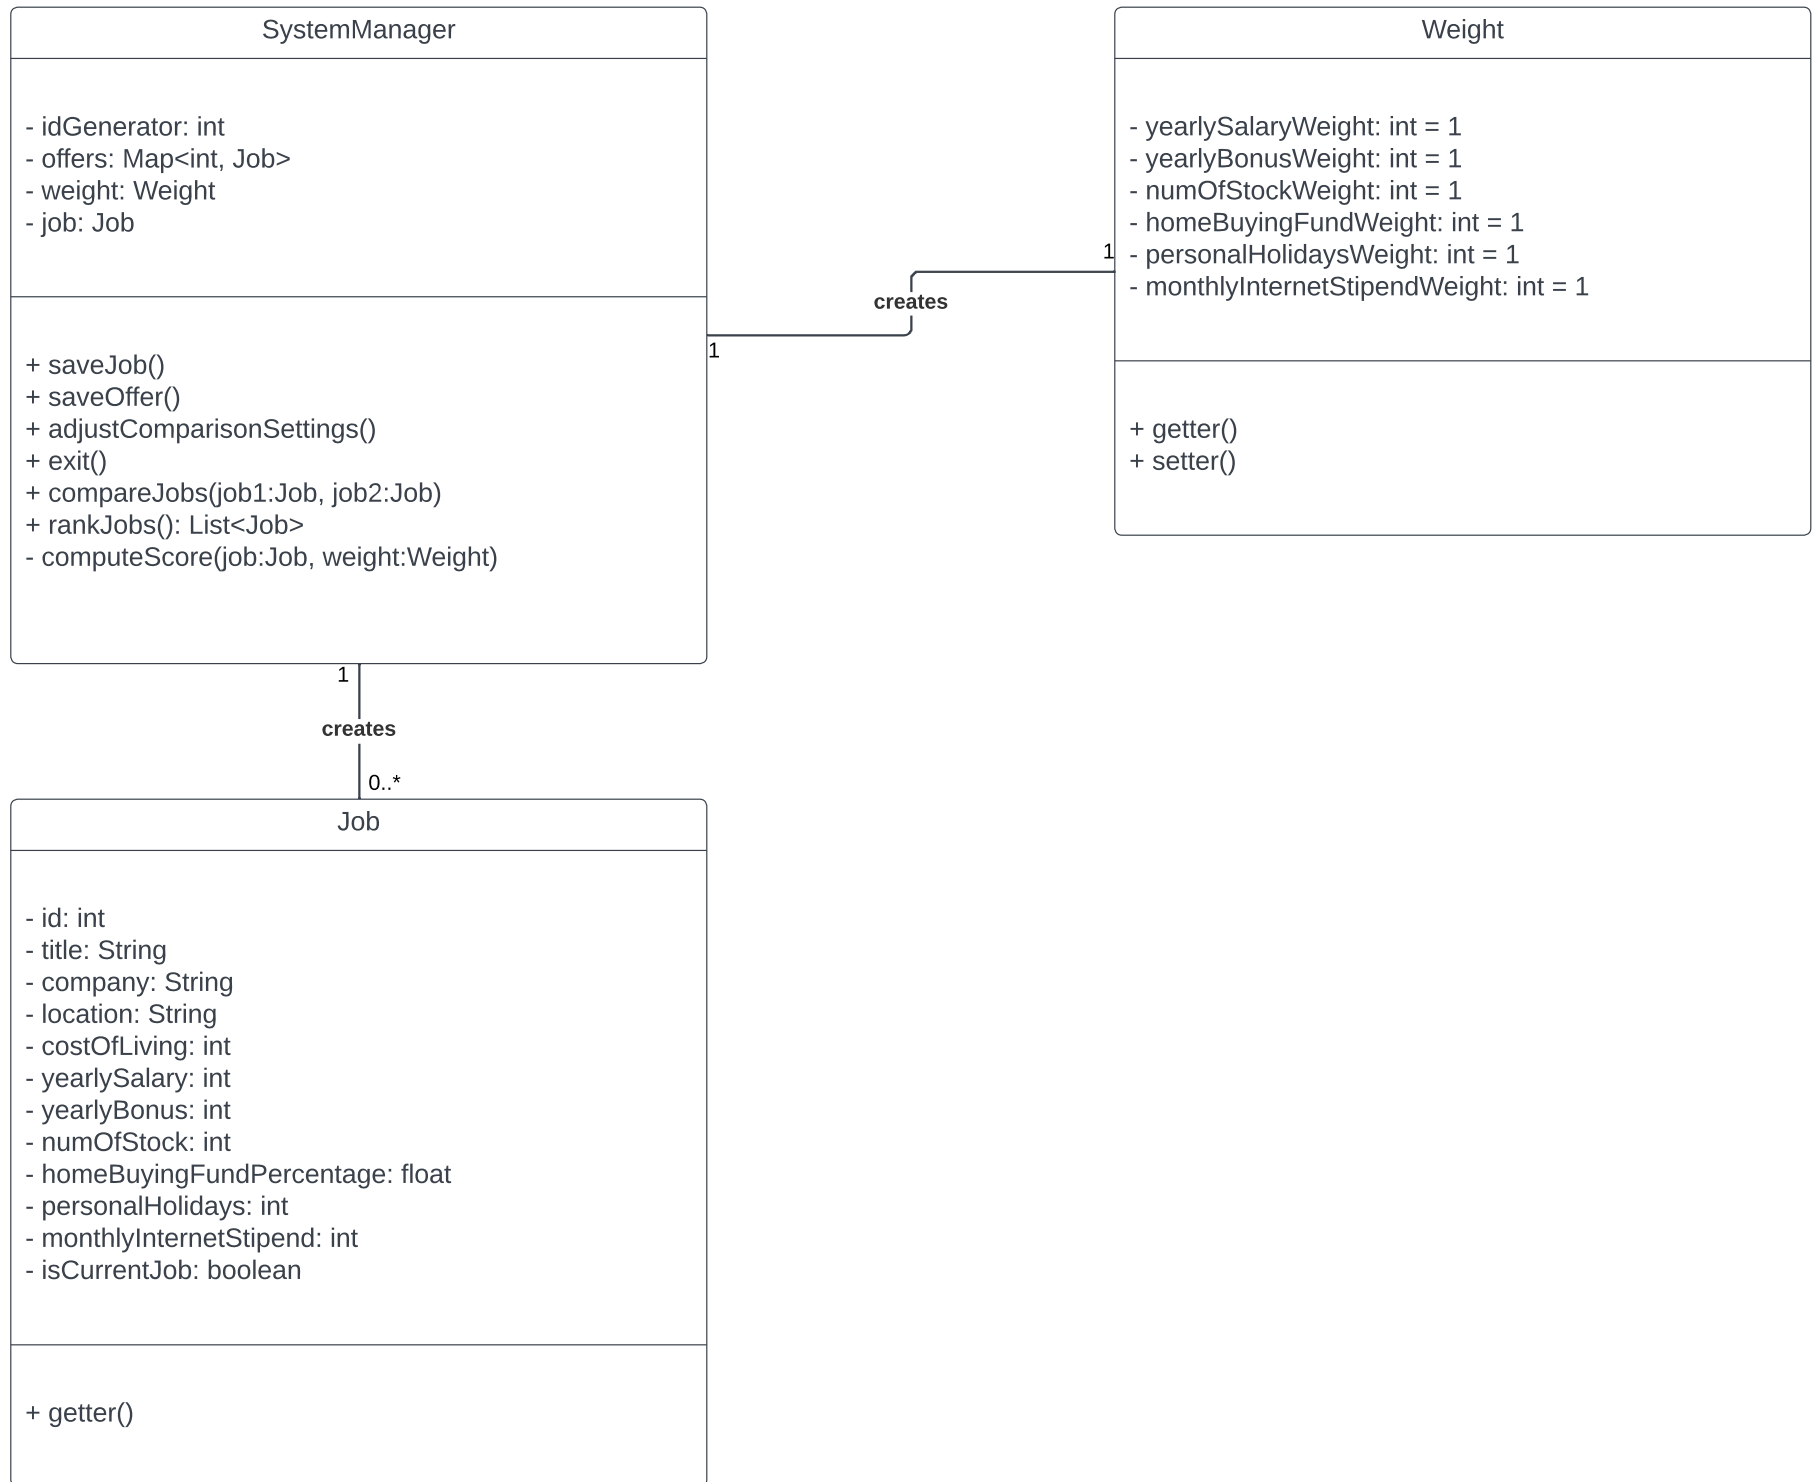 SystemManager
- idGenerator: int
- offers: Map<int, Job>
- weight: Weight
- job: Job
+ saveJob()
+ saveOffer()
+ adjustComparisonSettings()
+ exit()
+ compareJobs(job1:Job, job2:Job)
+ rankJobs(): List<Job>
- computeScore(job:Job, weight:Weight)
1
creates
1
Weight
- yearlySalaryWeight: int = 1
- yearlyBonusWeight: int = 1
- numOfStockWeight: int = 1
- homeBuyingFundWeight: int = 1
- personalHolidaysWeight: int = 1
- monthlyInternetStipendWeight: int = 1
+ getter()
+ setter()
1
creates
0..*
Job
- id: int
- title: String
- company: String
- location: String
- costOfLiving: int
- yearlySalary: int
- yearlyBonus: int
- numOfStock: int
- homeBuyingFundPercentage: float
- personalHolidays: int
- monthlyInternetStipend: int
- isCurrentJob: boolean
+ getter()